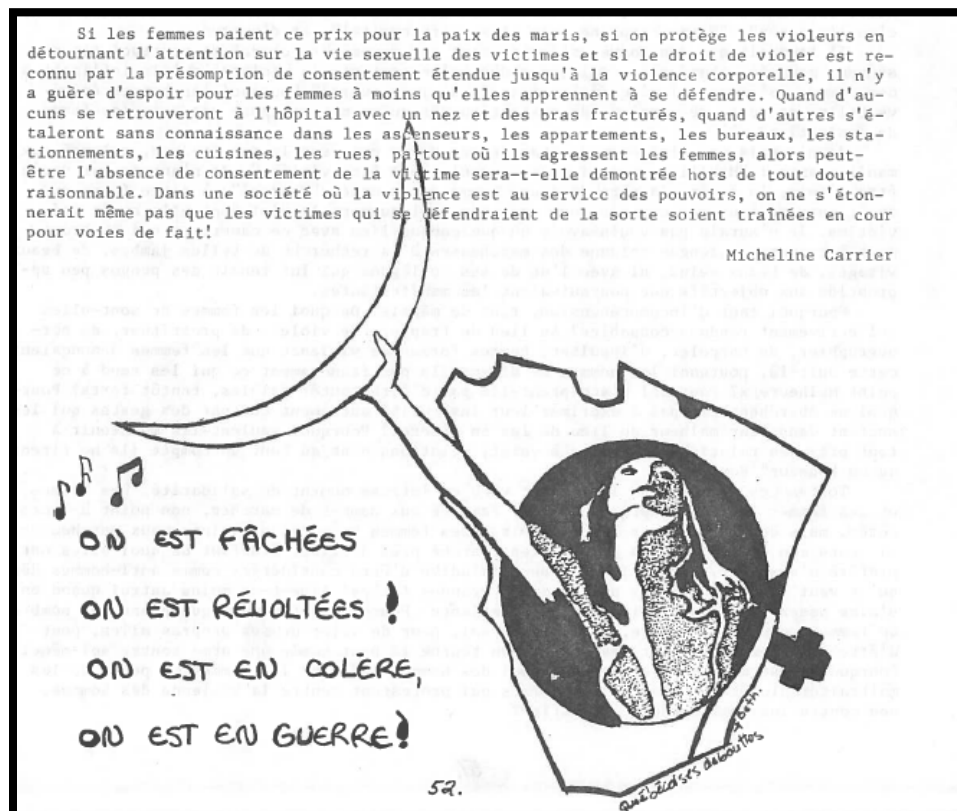 Si les femmes paient ce prix pour la paix des maris, si on protège les violeurs en
détournant l'attention sur la vie sexuelle des victimes et si le droit de violer est re-
connu par la présomption de consentement étendue jusqu'à la violence corporelle, il n'y
a guère d'espoir pour les femmes à moins qu'elles apprennent à se défendre. Quand d'au-
cuns se retrouveront à l'hôpital avec un nez et des bras fracturés, quand d'autres s'é-
taleront sans connaissance dans les ascenseurs, les appartements, les bureaux, les sta-
tionnements, les cuisines, les rues, partout où ils agressent les femmes, alors peut-
être l'absence de consentement de la victime sera-t-elle démontrée hors de tout doute
raisonnable. Dans une société où la violence est au service des pouvoirs, on ne s'éton-
nerait même pas que les victimes qui se défendraient de la sorte soient traînées en cour
pour voies de fait!
Micheline Carrier
ON EST FÂCHÉES
ON EST RÉVOLTÉES!
ON EST EN COLÈRE,
ON EST EN GUERRE!
52.
Québécoises deboutte